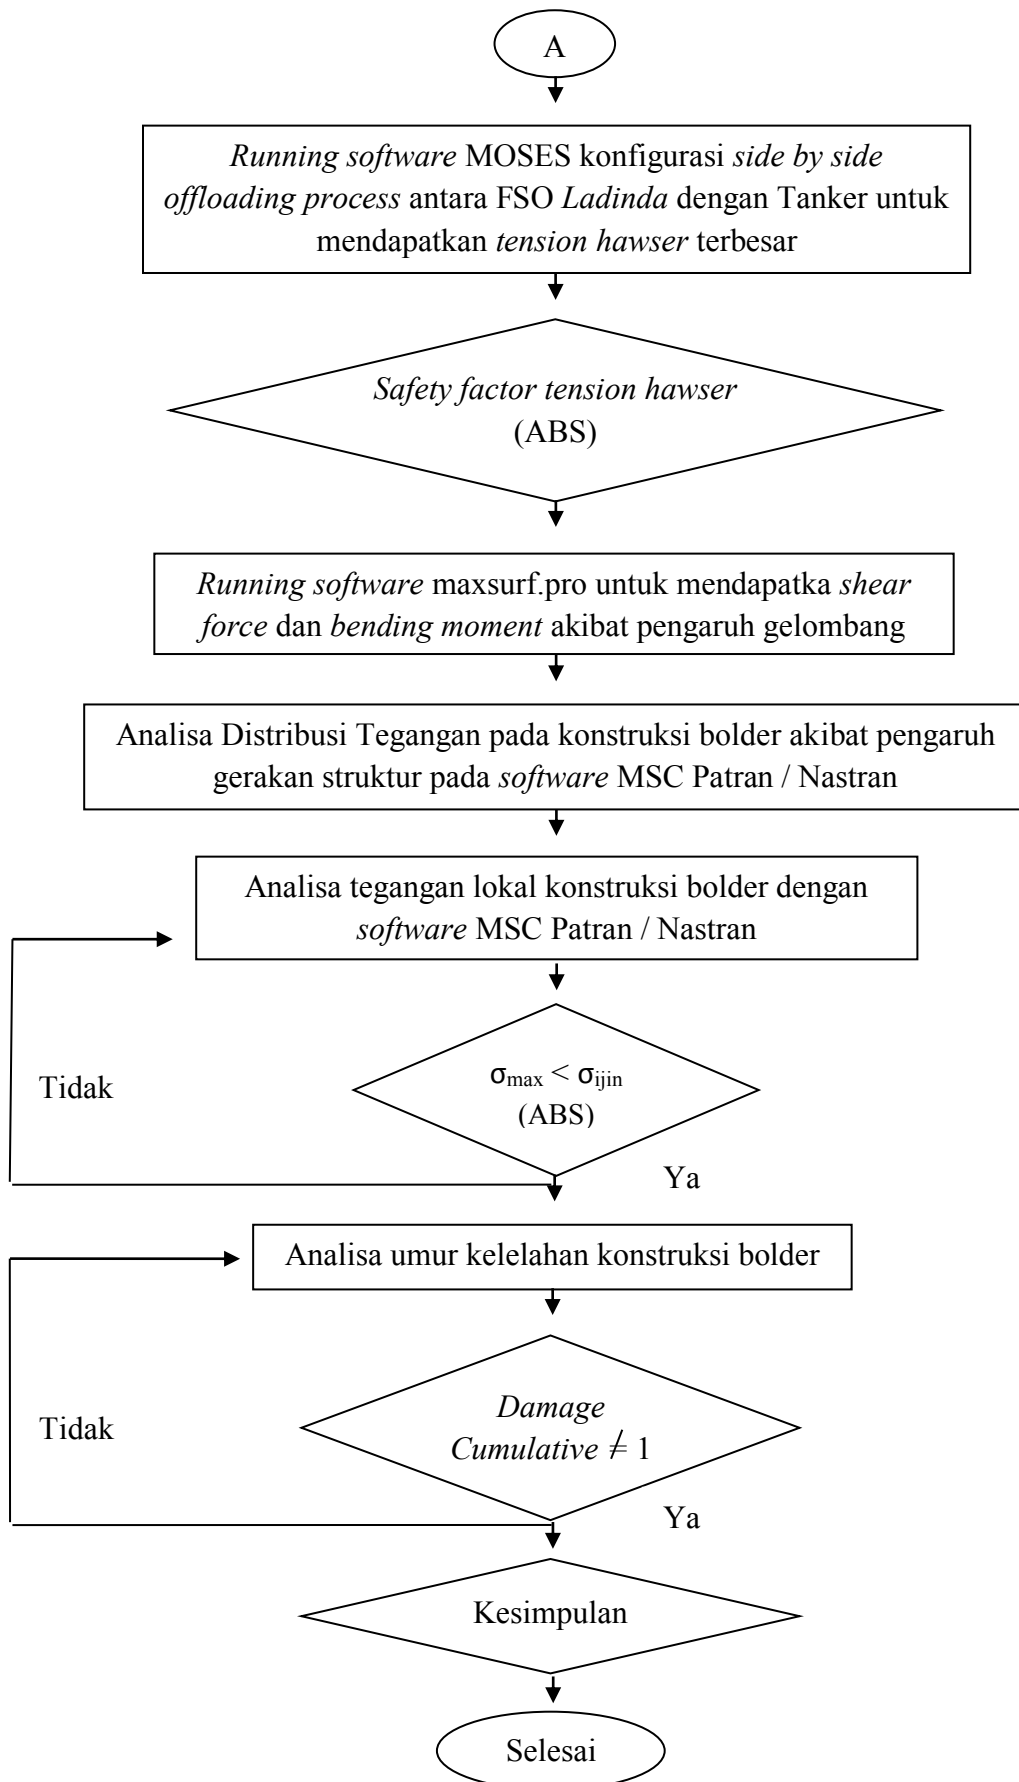 A
Running software MOSES konfigurasi side by side
offloading process antara FSO Ladinda dengan Tanker untuk
mendapatkan tension hawser terbesar
Safety factor tension hawser
(ABS)
Running software maxsurf.pro untuk mendapatka shear
force dan bending moment akibat pengaruh gelombang
Analisa Distribusi Tegangan pada konstruksi bolder akibat pengaruh
gerakan struktur pada software MSC Patran / Nastran
Analisa tegangan lokal konstruksi bolder dengan
software MSC Patran / Nastran
σmax < σijin
(ABS)
Tidak
Ya
Analisa umur kelelahan konstruksi bolder
Damage
Cumulative ≠ 1
Tidak
Ya
Kesimpulan
Selesai